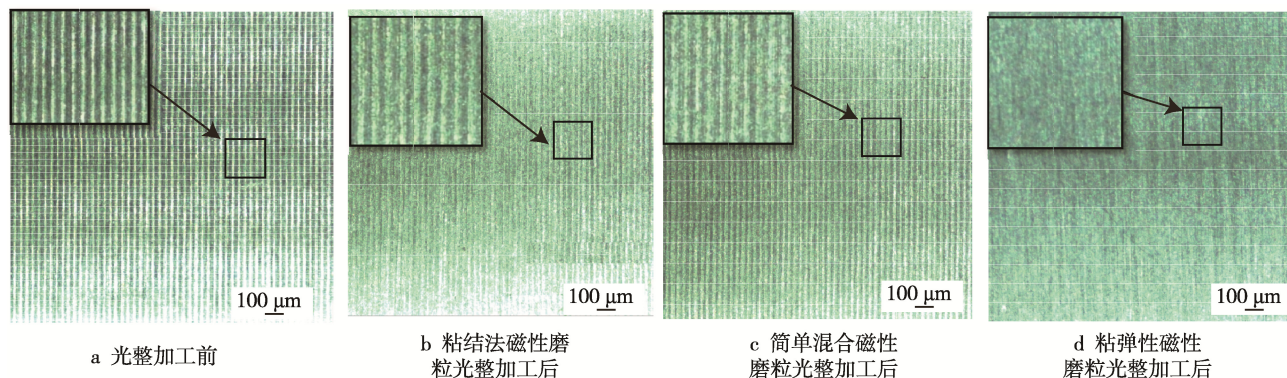 100 μm
100 μm
100 μm
100 μm
a 光整加工前
b 粘结法磁性磨
粒光整加工后
c 简单混合磁性
磨粒光整加工后
d 粘弹性磁性
磨粒光整加工后